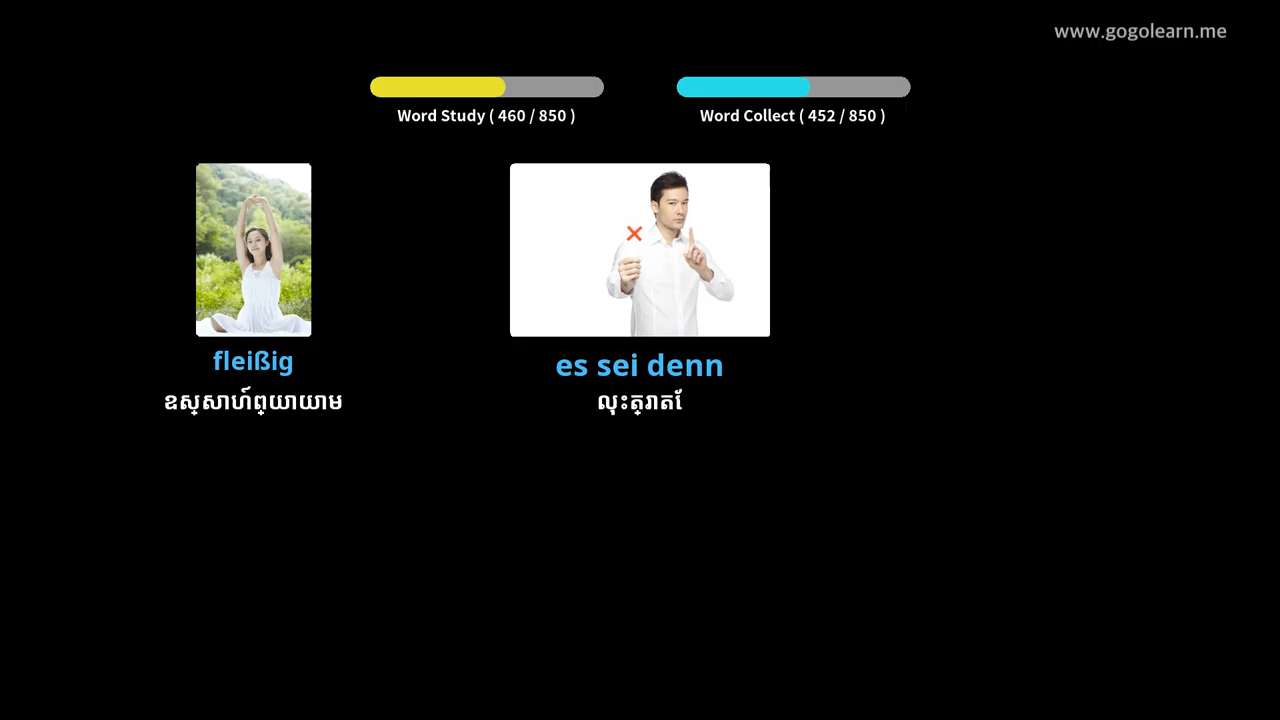 www.gogolearn.me
Word Study ( 460 / 850 )
Word Collect ( 452 / 850 )
fleißig
ឧស្សាហ៍ព្យាយាម
es sei denn
លុះត្រាតែ